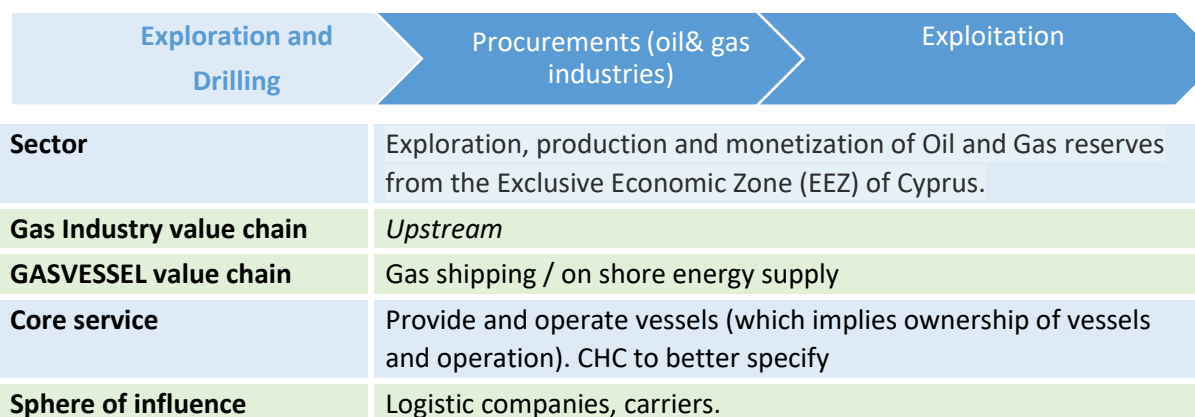 Exploration and
Drilling
Procurements (oil& gas
industries)
Exploitation
Sector
Exploration, production and monetization of Oil and Gas reserves
from the Exclusive Economic Zone (EEZ) of Cyprus.
Gas Industry value chain
Upstream
GASVESSEL value chain
Gas shipping / on shore energy supply
Core service
Provide and operate vessels (which implies ownership of vessels
and operation). CHC to better specify
Sphere of influence
Logistic companies, carriers.